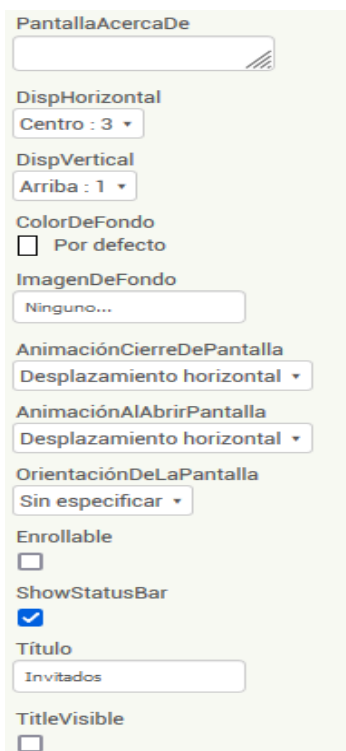 PantallaAcercaDe
DispHorizontal
Centro : 3
DispVertical
Arriba : 1
ColorDeFondo
Por defecto
ImagenDeFondo
Ninguno...
AnimaciónCierreDePantalla
Desplazamiento horizontal
AnimaciónAlAbrirPantalla
Desplazamiento horizontal
OrientaciónDeLaPantalla
Sin especificar
Enrollable
ShowStatusBar
Título
Invitados
TitleVisible